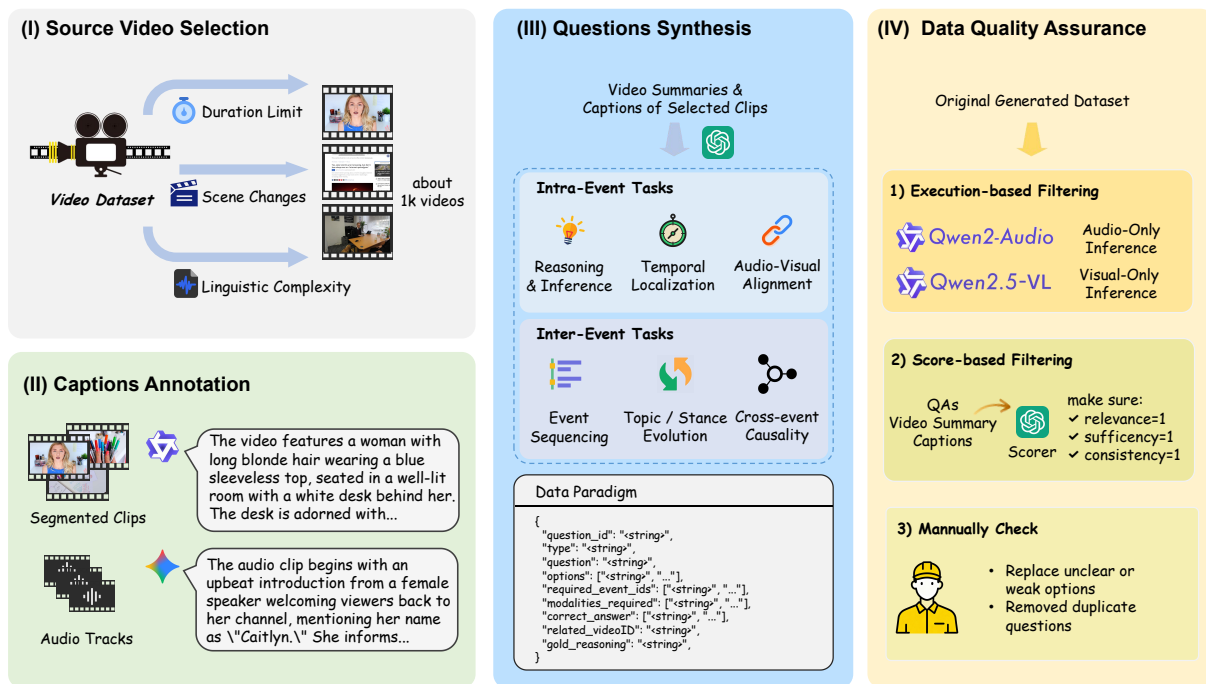 (I) Source Video Selection
Duration Limit
Video Dataset
Scene Changes
about
1k videos
Linguistic Complexity
(II) Captions Annotation
Segmented Clips
The video features a woman with
long blonde hair wearing a blue
sleeveless top, seated in a well-lit
room with a white desk behind her.
The desk is adorned with...
Audio Tracks
The audio clip begins with an
upbeat introduction from a female
speaker welcoming viewers back to
her channel, mentioning her name
as \"Caitlyn.\" She informs...
(III) Questions Synthesis
Video Summaries &
Captions of Selected Clips
Intra-Event Tasks
Reasoning
& Inference
Temporal
Localization
Audio-Visual
Alignment
Inter-Event Tasks
Event
Sequencing
Topic / Stance
Evolution
Cross-event
Causality
Data Paradigm
{
"question_id": "<string>",
"type": "<string>",
"question": "<string>",
"options": ["<string>", "..."],
"required_event_ids": ["<string>", "..."],
"modalities_required": ["<string>", "..."],
"correct_answer": ["<string>", "..."],
"related_videoID": "<string>",
"gold_reasoning": "<string>",
}
(IV) Data Quality Assurance
Original Generated Dataset
1) Execution-based Filtering
Qwen2-Audio
Audio-Only
Inference
Qwen2.5-VL
Visual-Only
Inference
2) Score-based Filtering
QAs
Video Summary
Captions
Scorer
make sure:
✓ relevance=1
✓ sufficency=1
✓ consistency=1
3) Mannually Check
• Replace unclear or
weak options
• Removed duplicate
questions